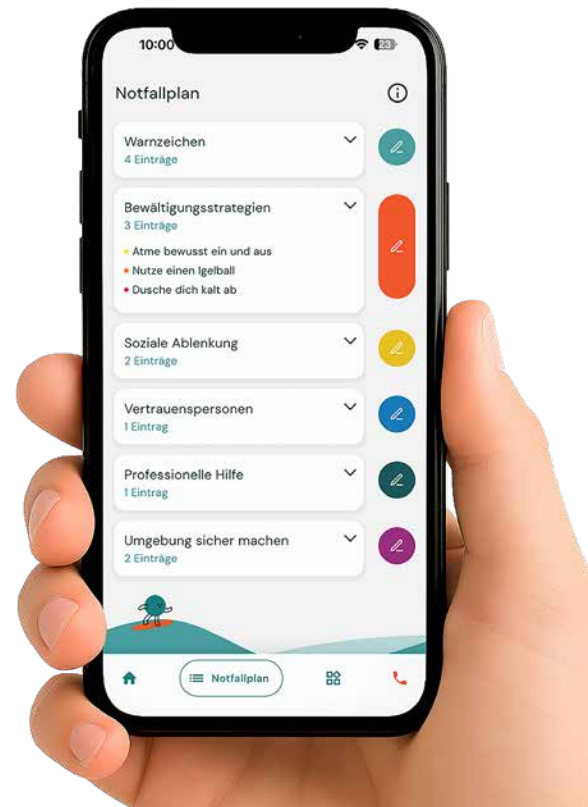 10:00
23
Notfallplan
Warnzeichen
4 Einträge
Bewältigungsstrategien
3 Einträge
• Atme bewusst ein und aus
• Nutze einen Igelball
• Dusche dich kalt ab
Soziale Ablenkung
2 Einträge
Vertrauenspersonen
1 Eintrag
Professionelle Hilfe
1 Eintrag
Umgebung sicher machen
2 Einträge
Notfallplan